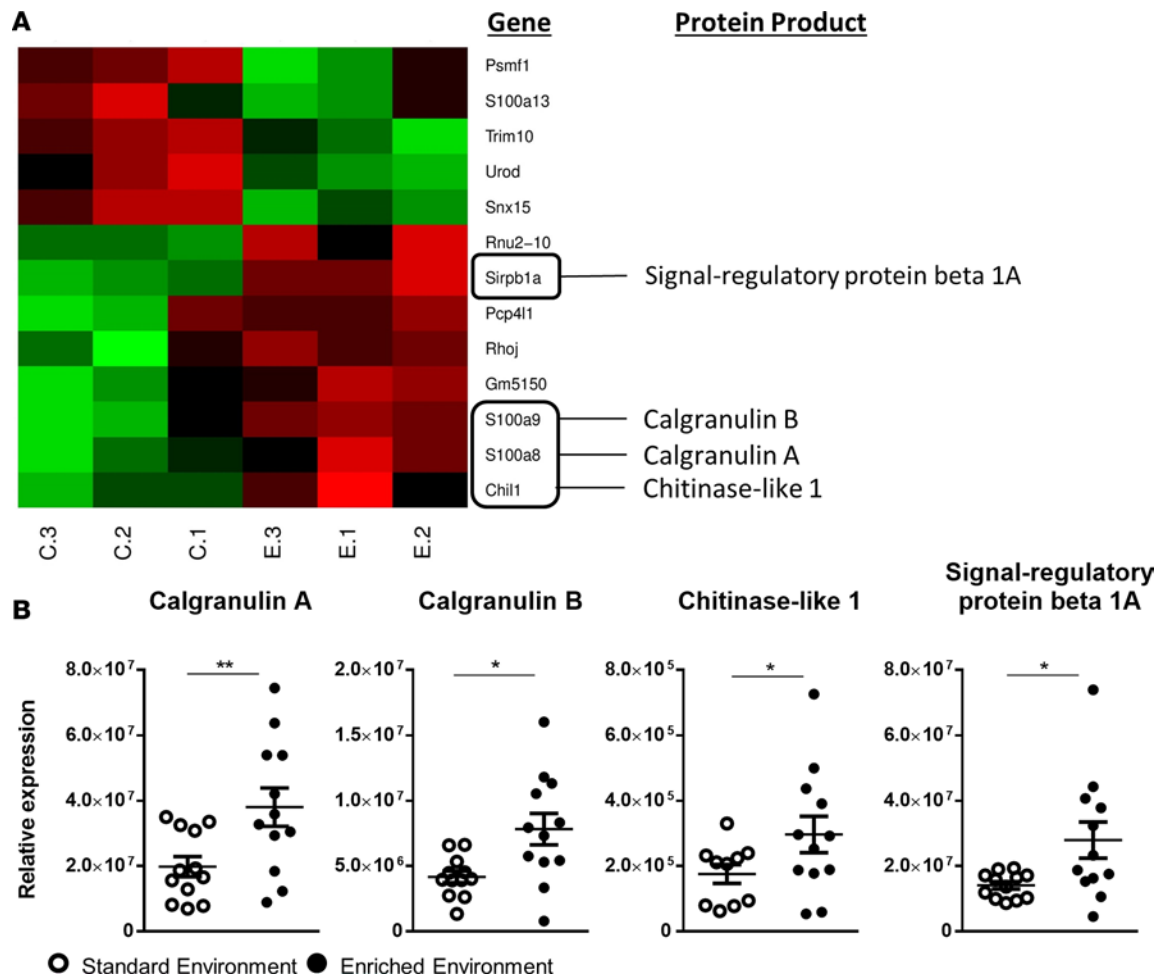 A
Gene
Protein Product
Psmf1
S100a13
Trim10
Urod
Snx15
Rnu2−10
Sirpb1a
Signal-regulatory protein beta 1A
Pcp4l1
Rhoj
Gm5150
S100a9
Calgranulin B
S100a8
Calgranulin A
Chil1
Chitinase-like 1
C.3
C.2
C.1
E.3
E.1
E.2
B
Calgranulin A
Calgranulin B
Chitinase-like 1
Signal-regulatory
protein beta 1A
Relative expression
8.0×10⁷
6.0×10⁷
4.0×10⁷
2.0×10⁷
0
**
2.0×10⁷
1.5×10⁷
1.0×10⁷
5.0×10⁶
0
*
8.0×10⁵
6.0×10⁵
4.0×10⁵
2.0×10⁵
0
*
8.0×10⁷
6.0×10⁷
4.0×10⁷
2.0×10⁷
0
*
Standard Environment
Enriched Environment